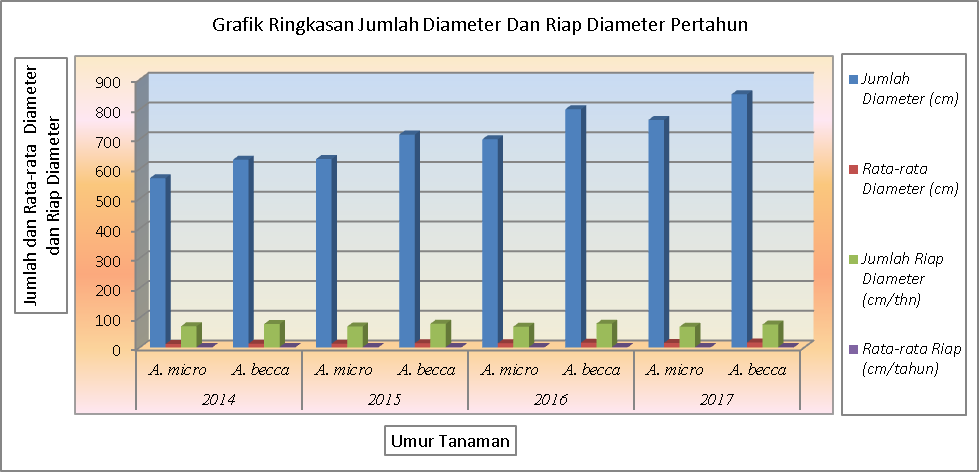 Grafik Ringkasan Jumlah Diameter Dan Riap Diameter Pertahun
Jumlah dan Rata-rata Diameter
dan Riap Diameter
900
800
700
600
500
400
300
200
100
0
A. micro
A. becca
A. micro
A. becca
A. micro
A. becca
A. micro
A. becca
2014
2015
2016
2017
Umur Tanaman
Jumlah
Diameter (cm)
Rata-rata
Diameter (cm)
Jumlah Riap
Diameter
(cm/thn)
Rata-rata Riap
(cm/tahun)